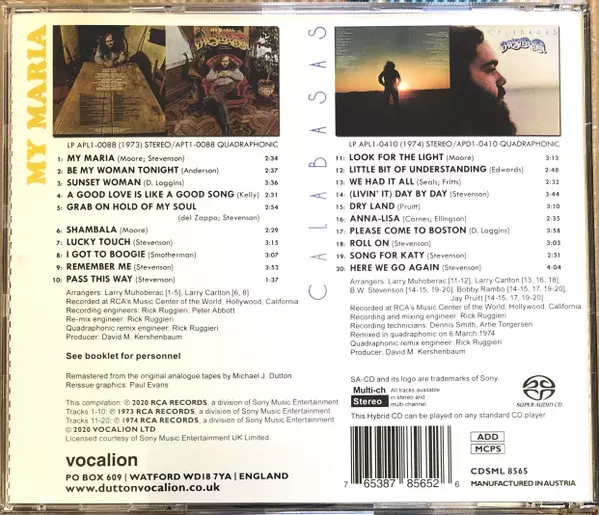 MY MARIA
LP APL1-0088 (1973) STEREO/APT1-0088 QUADRAPHONIC
1: MY MARIA (Moore; Stevenson) 2:34
2: BE MY WOMAN TONIGHT (Anderson) 2:37
3: SUNSET WOMAN (D. Loggins) 3:36
4: A GOOD LOVE IS LIKE A GOOD SONG (Kelly) 2:31
5: GRAB ON HOLD OF MY SOUL 2:54
(del Zoppo; Stevenson)
6: SHAMBALA (Moore) 2:29
7: LUCKY TOUCH (Stevenson) 3:15
8: I GOT TO BOOGIE (Smotherman) 3:07
9: REMEMBER ME (Stevenson) 3:53
10: PASS THIS WAY (Stevenson) 1:37
Arrangers: Larry Muhoberac [1-5], Larry Carlton [6, 8]
Recorded at RCA's Music Center of the World, Hollywood, California
Recording engineers: Rick Ruggieri, Peter Abbott
Re-mix engineer: Rick Ruggieri
Quadraphonic remix engineer: Rick Ruggieri
Producer: David M. Kershenbaum
See booklet for personnel
Remastered from the original analogue tapes by Michael J. Dutton
Reissue graphics: Paul Evans
This compilation: ℗ 2020 RCA RECORDS, a division of Sony Music Entertainment
Tracks 1-10: ℗ 1973 RCA RECORDS, a division of Sony Music Entertainment
Tracks 11-20: ℗ 1974 RCA RECORDS, a division of Sony Music Entertainment
© 2020 VOCALION LTD
Licensed courtesy of Sony Music Entertainment UK Limited
vocalion
PO BOX 609 | WATFORD WD18 7YA | ENGLAND
www.duttonvocalion.co.uk
CALABASAS
LP APL1-0410 (1974) STEREO/APD1-0410 QUADRAPHONIC
11: LOOK FOR THE LIGHT (Moore) 3:13
12: LITTLE BIT OF UNDERSTANDING (Edwards) 2:48
13: WE HAD IT ALL (Seals; Fritts) 2:32
14: (LIVIN' IT) DAY BY DAY (Stevenson) 3:44
15: DRY LAND (Pruitt) 3:20
16: ANNA-LISA (Carnes; Ellingson) 2:35
17: PLEASE COME TO BOSTON (D. Loggins) 3:58
18: ROLL ON (Stevenson) 3:03
19: SONG FOR KATY (Stevenson) 2:51
20: HERE WE GO AGAIN (Stevenson) 4:04
Arrangers: Larry Muhoberac [11-12], Larry Carlton [13, 16, 18],
B.W. Stevenson [14-15, 19-20], Bobby Rambo [14-15, 17, 19-20],
Jay Pruitt [14-15, 17, 19-20]
Recorded at RCA's Music Center of the World, Hollywood, California
Recording and mixing engineer: Rick Ruggieri
Recording technicians: Dennis Smith, Arbe Torgersen
Remixed in quadraphonic on 6 March 1974
Quadraphonic remix engineer: Rick Ruggieri
Producer: David M. Kershenbaum
SA-CD and its logo are trademarks of Sony.
Multi-ch
Stereo
All tracks available
in stereo and
multi-channel
SUPER AUDIO CD
This Hybrid CD can be played on any standard CD player
7 65387 85652 6
ADD
MCPS
CDSML 8565
MANUFACTURED IN AUSTRIA